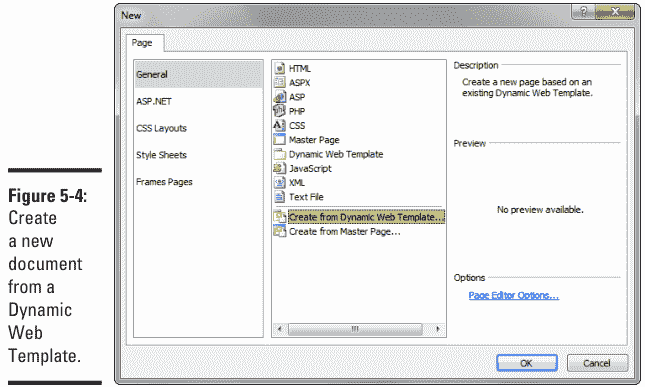 Figure 5-4:
Create
a new
document
from a
Dynamic
Web
Template.
New
Page
General
ASP.NET
CSS Layouts
Style Sheets
Frames Pages
HTML
ASPX
ASP
PHP
CSS
Master Page
Dynamic Web Template
JavaScript
XML
Text File
Create from Dynamic Web Template...
Create from Master Page...
Description
Create a new page based on an
existing Dynamic Web Template.
Preview
No preview available.
Options
Page Editor Options...
OK
Cancel